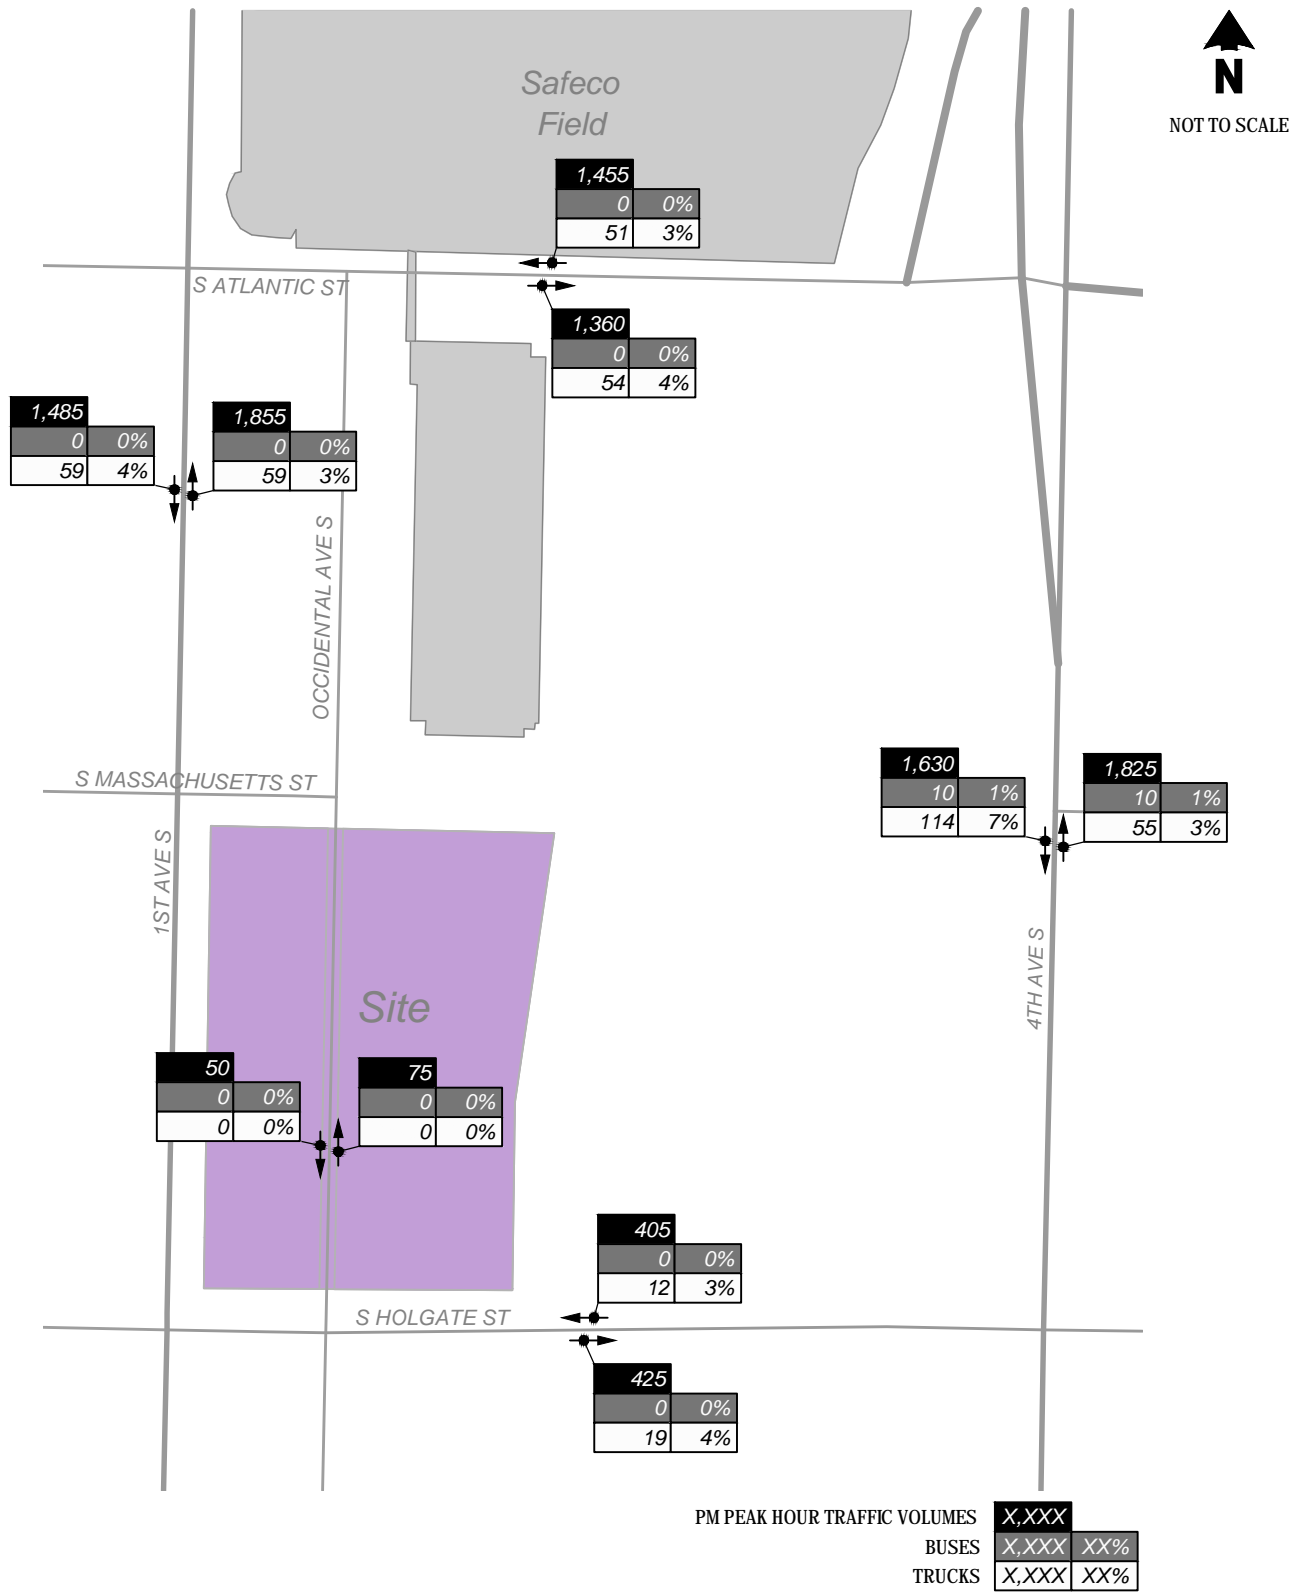 Safeco
Field
N
NOT TO SCALE
1,455
0 0%
51 3%
S ATLANTIC ST
1,360
0 0%
54 4%
1,485
0 0%
59 4%
1,855
0 0%
59 3%
OCCIDENTAL AVE S
S MASSACHUSETTS ST
1,630
10 1%
114 7%
1,825
10 1%
55 3%
1ST AVE S
4TH AVE S
Site
50
0 0%
0 0%
75
0 0%
0 0%
405
0 0%
12 3%
S HOLGATE ST
425
0 0%
19 4%
PM PEAK HOUR TRAFFIC VOLUMES X,XXX
BUSES X,XXX XX%
TRUCKS X,XXX XX%